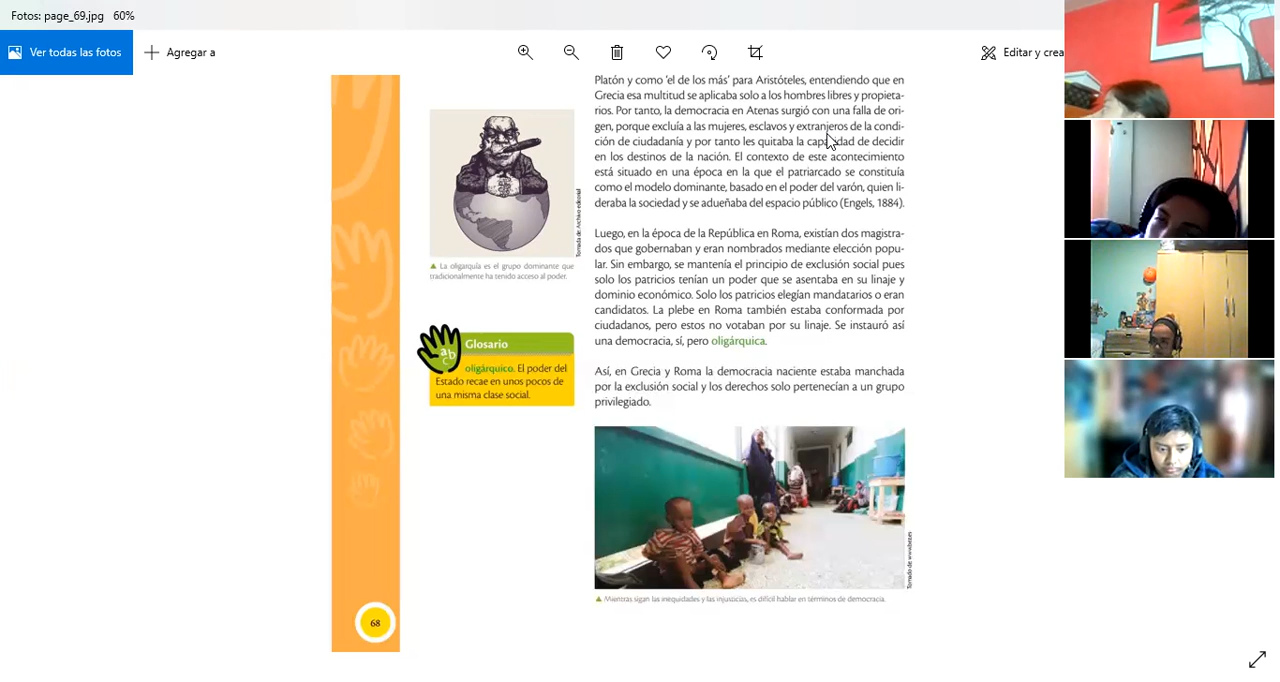 Fotos: page_69.jpg 60%
Ver todas las fotos
Agregar a
Editar y crea
Platón y como 'el de los más' para Aristóteles, entendiendo que en
Grecia esa multitud se aplicaba solo a los hombres libres y propieta-
rios. Por tanto, la democracia en Atenas surgió con una falla de ori-
gen, porque excluía a las mujeres, esclavos y extranjeros de la condi-
ción de ciudadanía y por tanto les quitaba la capacidad de decidir
en los destinos de la nación. El contexto de este acontecimiento
está situado en una época en la que el patriarcado se constituía
como el modelo dominante, basado en el poder del varón, quien li-
deraba la sociedad y se adueñaba del espacio público (Engels, 1884).
Luego, en la época de la República en Roma, existían dos magistra-
dos que gobernaban y eran nombrados mediante elección popu-
lar. Sin embargo, se mantenía el principio de exclusión social pues
solo los patricios tenían un poder que se asentaba en su linaje y
dominio económico. Solo los patricios elegían mandatarios o eran
candidatos. La plebe en Roma también estaba conformada por
ciudadanos, pero estos no votaban por su linaje. Se instauró así
una democracia, sí, pero oligárquica.
Así, en Grecia y Roma la democracia naciente estaba manchada
por la exclusión social y los derechos solo pertenecían a un grupo
privilegiado.
Tomada de: Archivo editorial
La oligarquía es el grupo dominante que
tradicionalmente ha tenido acceso al poder.
a b c
Glosario
oligárquico. El poder del
Estado recae en unos pocos de
una misma clase social.
Mientras sigan las inequidades y las injusticias, es difícil hablar en términos de democracia.
68